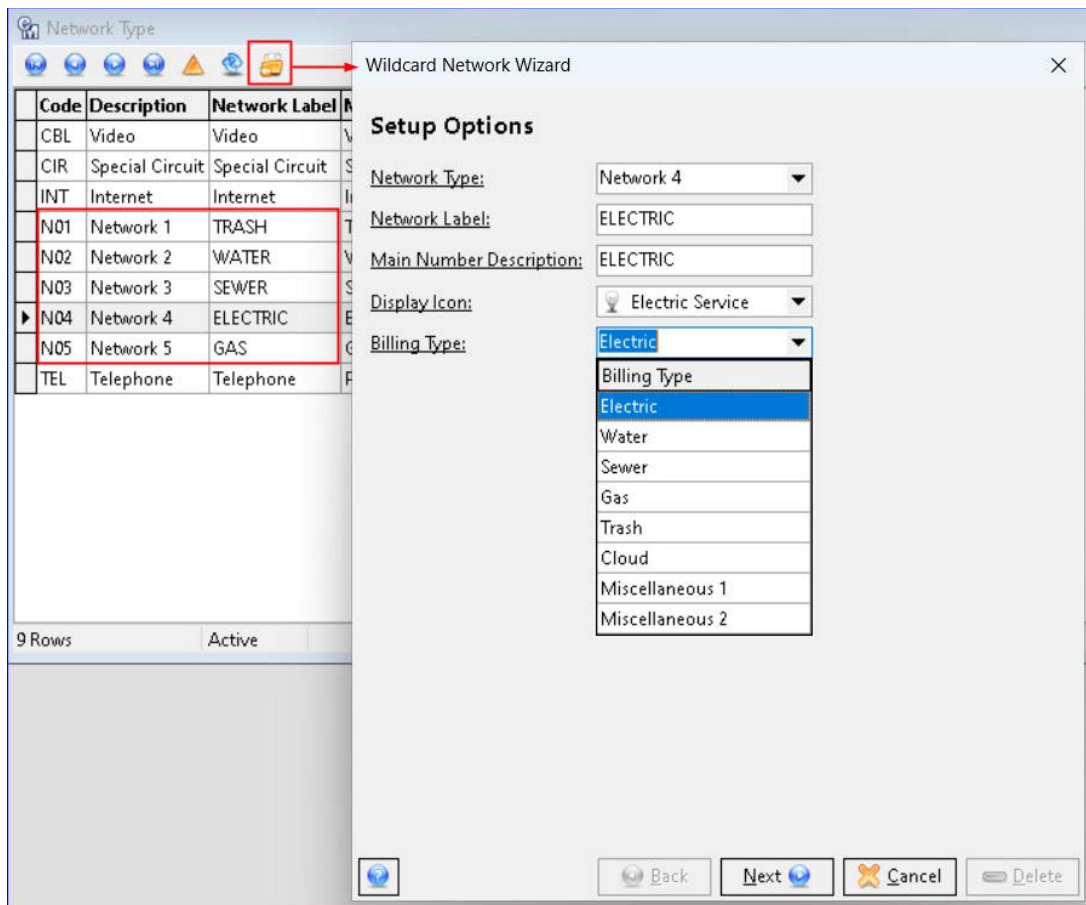 Network Type
Code Description Network Label M
CBL Video Video V
CIR Special Circuit Special Circuit S
INT Internet Internet I
N01 Network 1 TRASH T
N02 Network 2 WATER V
N03 Network 3 SEWER S
N04 Network 4 ELECTRIC E
N05 Network 5 GAS G
TEL Telephone Telephone P
9 Rows Active
Wildcard Network Wizard
Setup Options
Network Type: Network 4
Network Label: ELECTRIC
Main Number Description: ELECTRIC
Display Icon: Electric Service
Billing Type: Electric
Billing Type
Electric
Water
Sewer
Gas
Trash
Cloud
Miscellaneous 1
Miscellaneous 2
Back Next Cancel Delete